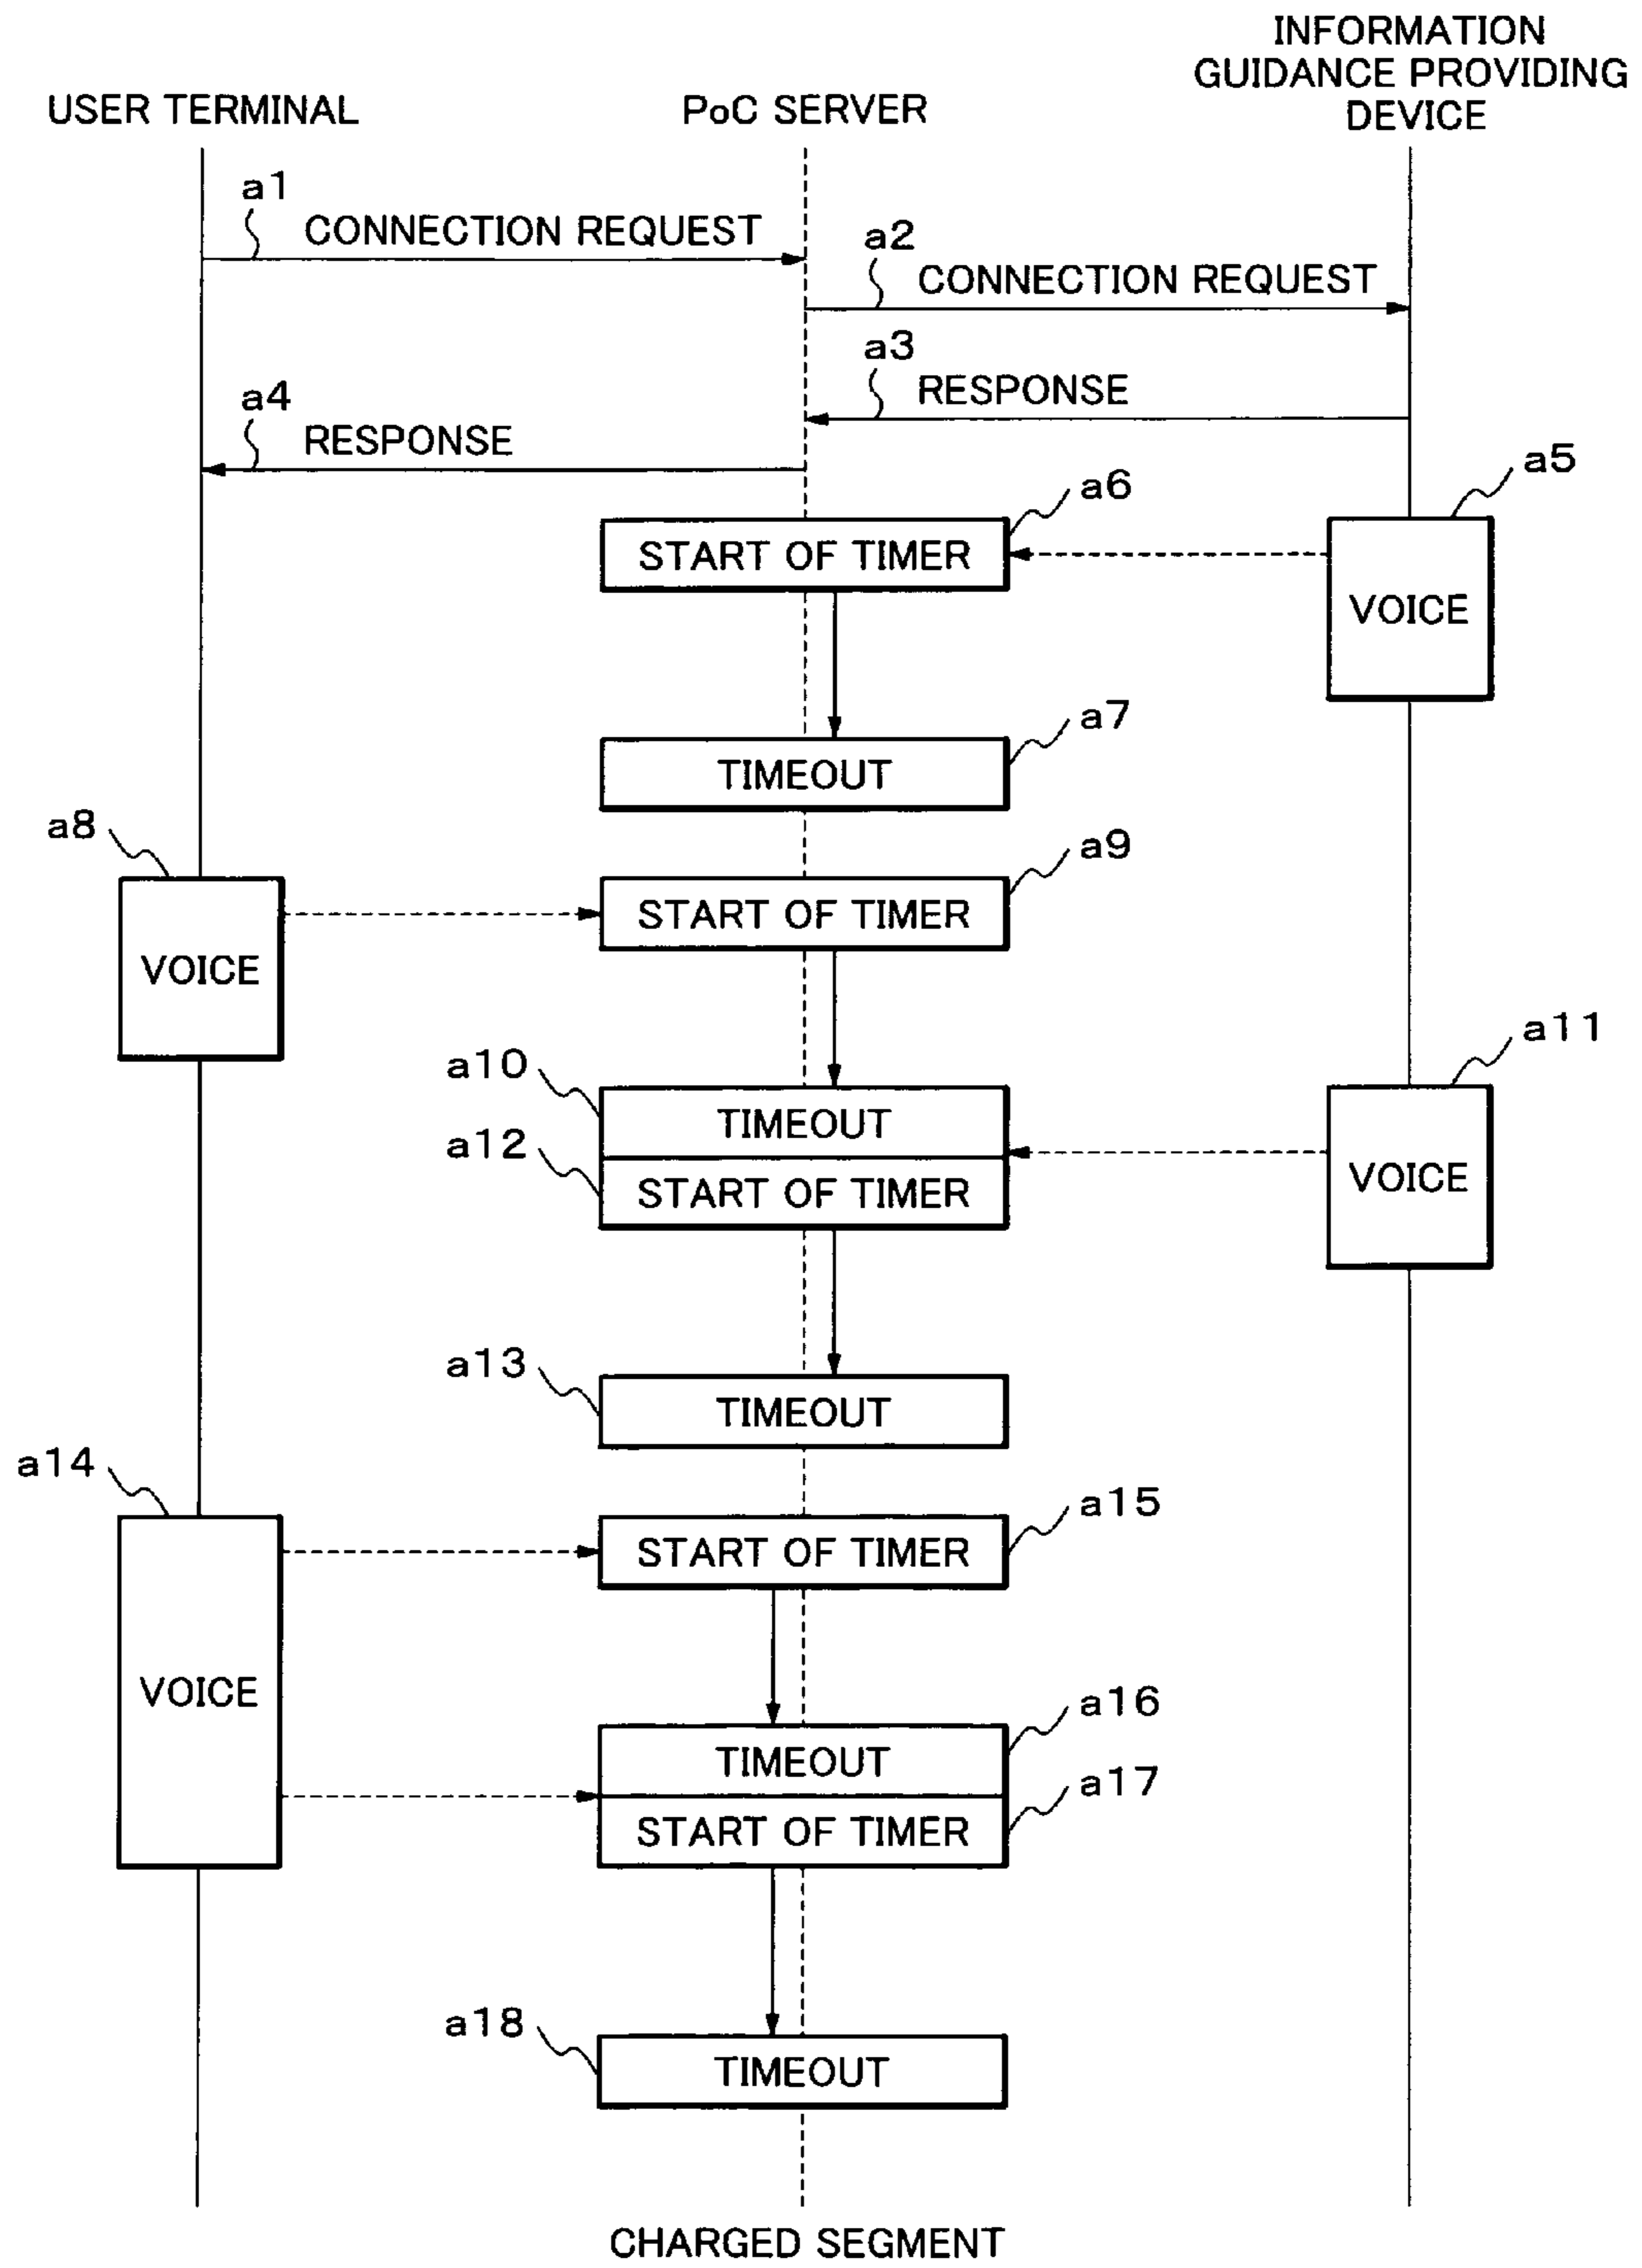 INFORMATION
GUIDANCE PROVIDING
DEVICE
USER TERMINAL
PoC SERVER
a1
CONNECTION REQUEST
a2
CONNECTION REQUEST
a3
RESPONSE
a4
RESPONSE
a5
a6
START OF TIMER
VOICE
a7
TIMEOUT
a8
a9
START OF TIMER
VOICE
a10
a11
TIMEOUT
a12
START OF TIMER
VOICE
a13
TIMEOUT
a14
a15
START OF TIMER
VOICE
a16
TIMEOUT
a17
START OF TIMER
a18
TIMEOUT
CHARGED SEGMENT